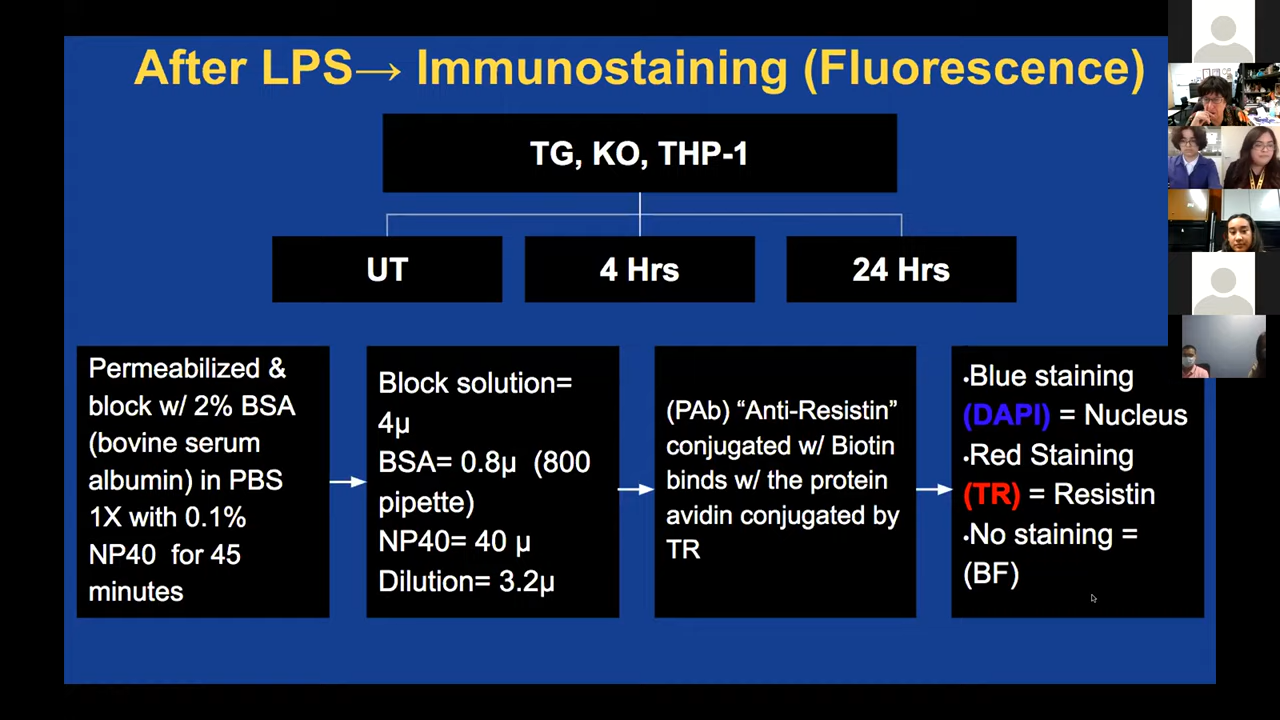 After LPS→ Immunostaining (Fluorescence)
TG, KO, THP-1
UT
4 Hrs
24 Hrs
Permeabilized &
block w/ 2% BSA
(bovine serum
albumin) in PBS
1X with 0.1%
NP40 for 45
minutes
Block solution=
4µ
BSA= 0.8µ (800
pipette)
NP40= 40 µ
Dilution= 3.2µ
(PAb) “Anti-Resistin”
conjugated w/ Biotin
binds w/ the protein
avidin conjugated by
TR
•Blue staining
(DAPI) = Nucleus
•Red Staining
(TR) = Resistin
•No staining =
(BF)